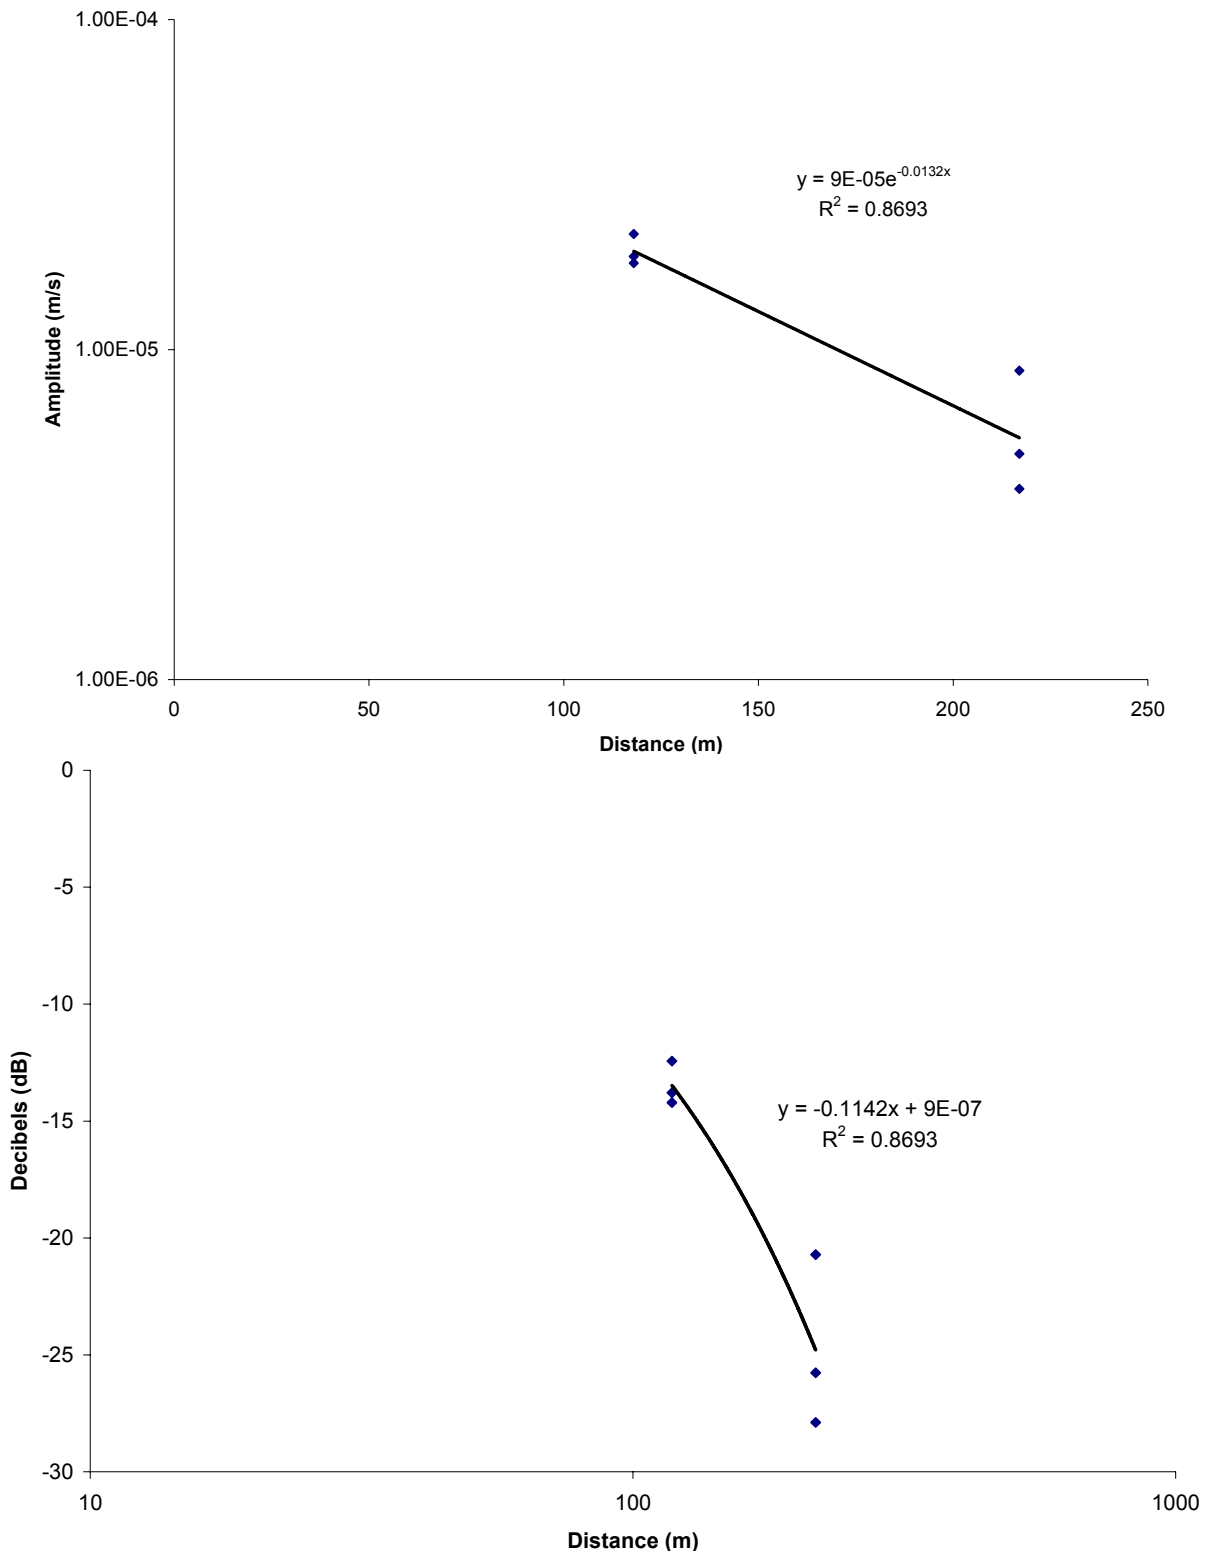 1.00E-04
y = 9E-05e^-0.0132x
R² = 0.8693
Amplitude (m/s)
1.00E-05
1.00E-06
0 50 100 150 200 250
Distance (m)
0
-5
-10
Decibels (dB)
y = -0.1142x + 9E-07
R² = 0.8693
-15
-20
-25
-30
10 100 1000
Distance (m)